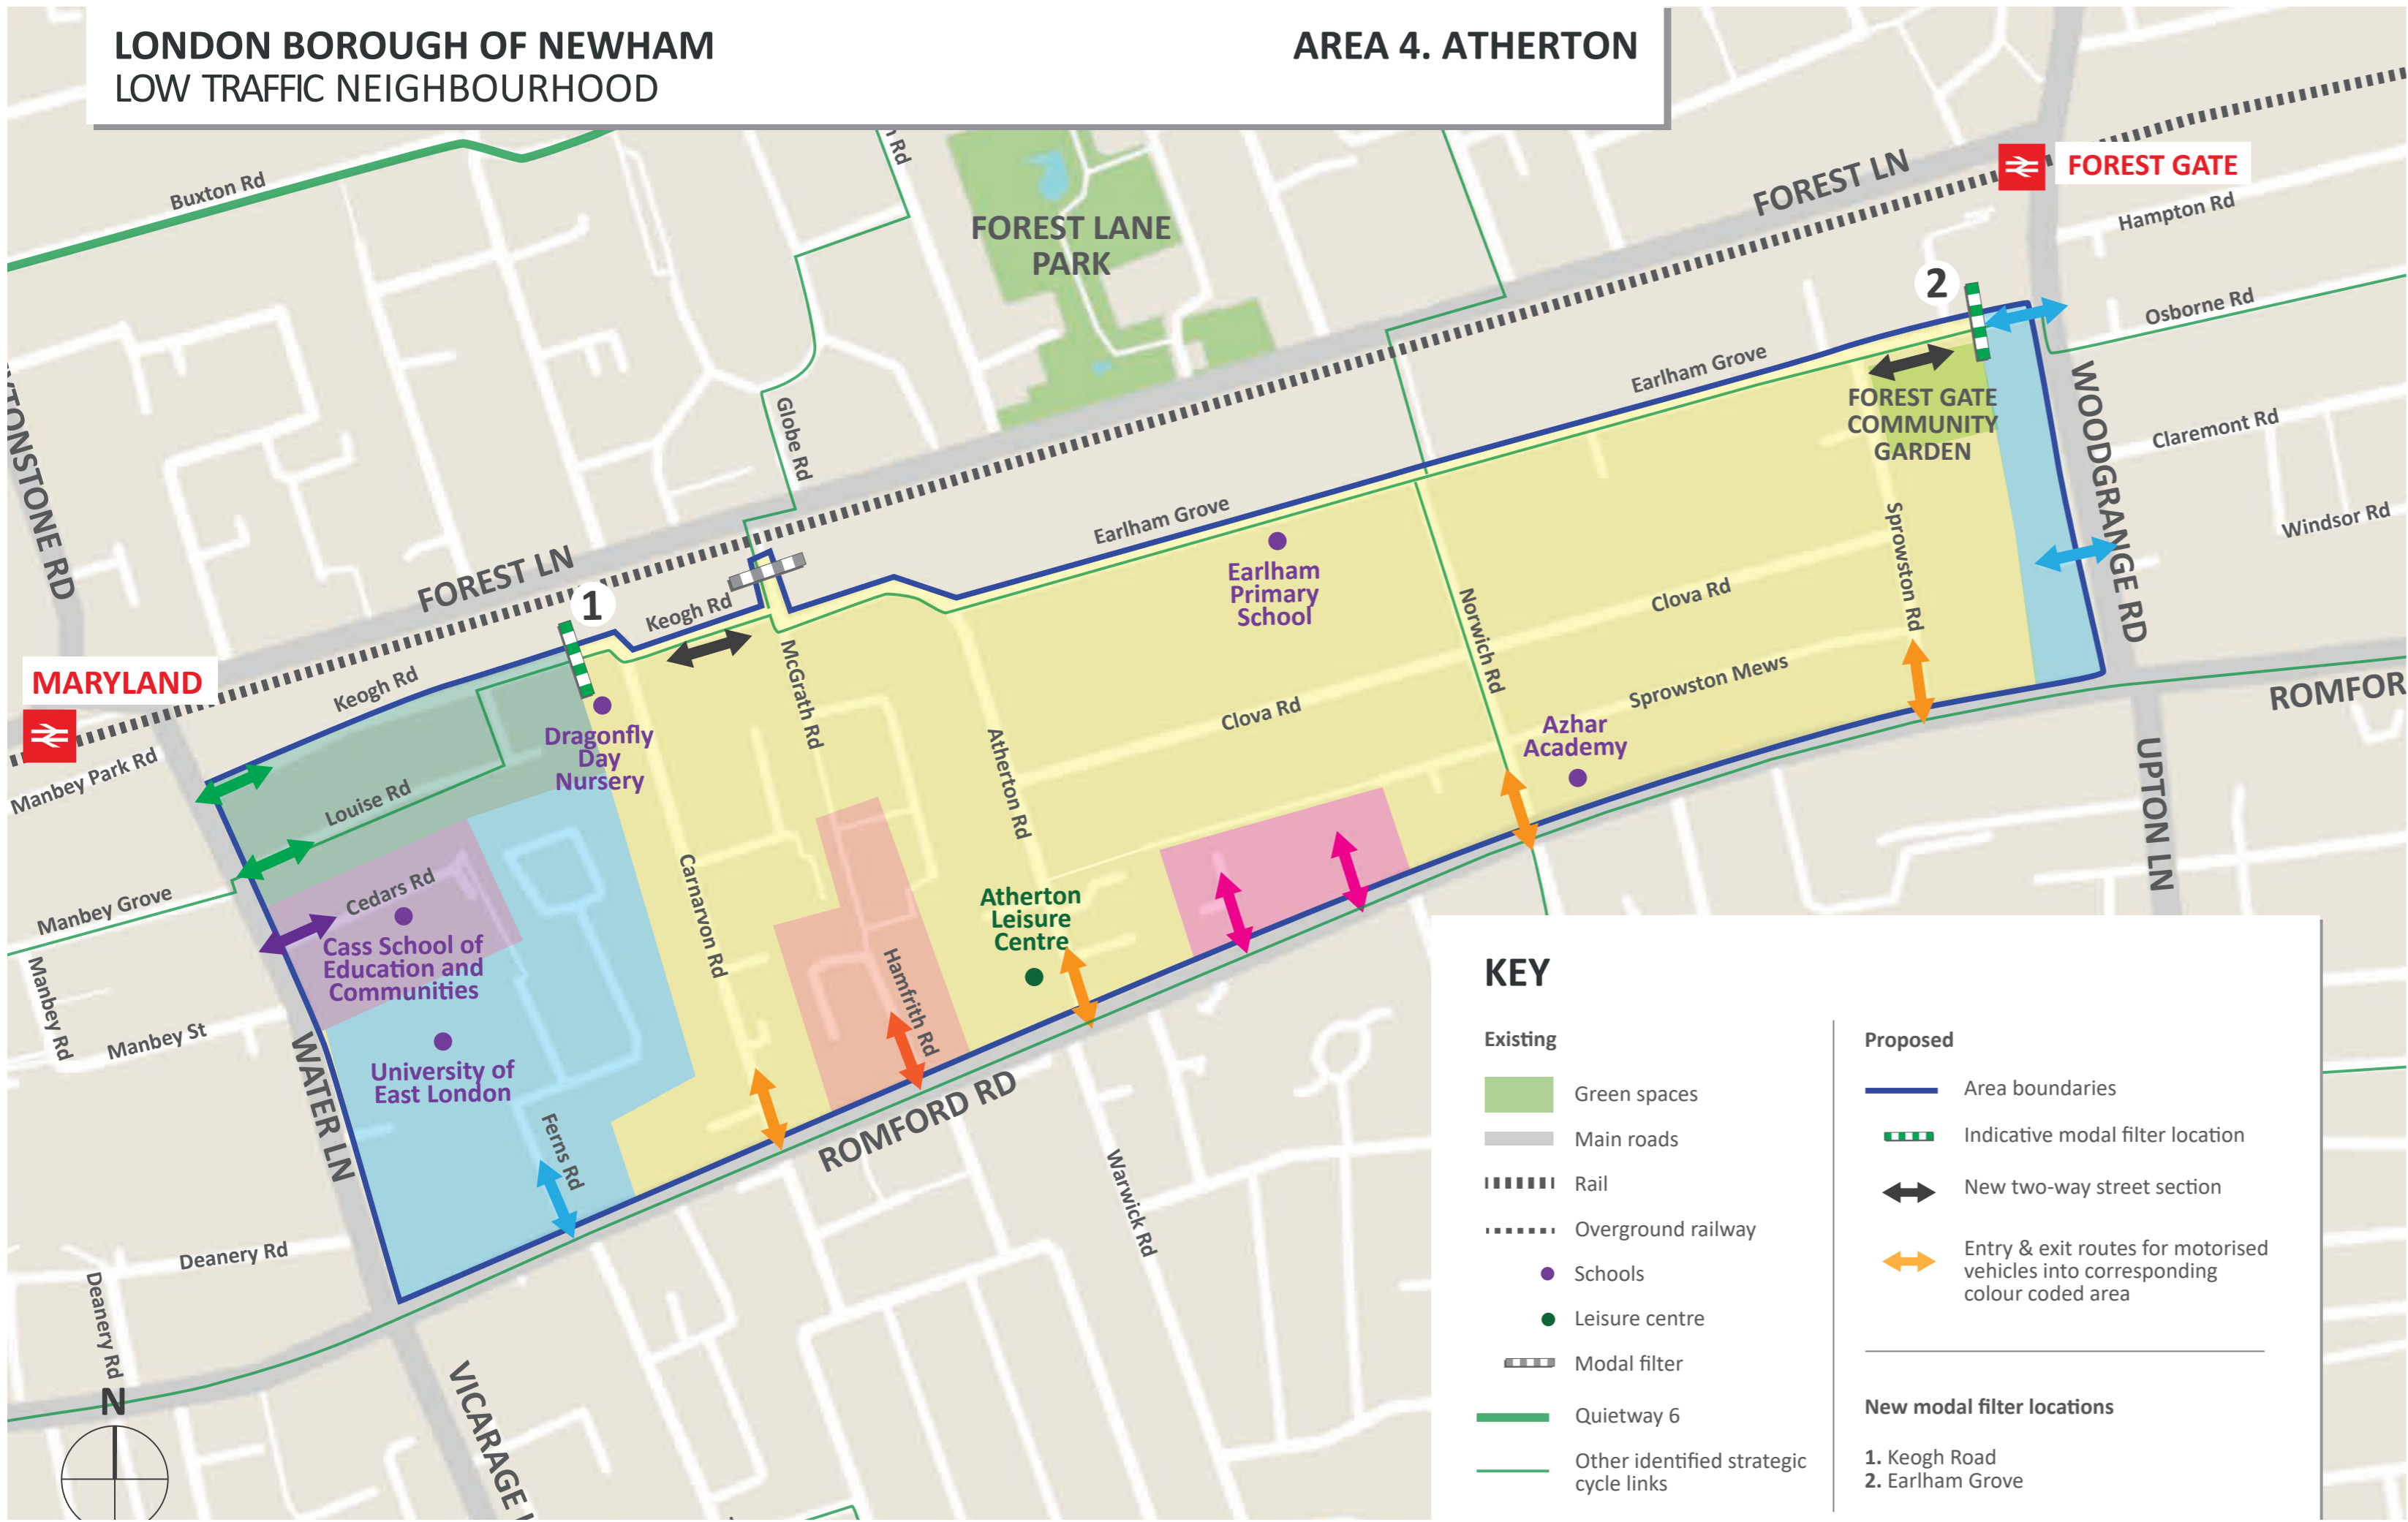 LONDON BOROUGH OF NEWHAM
LOW TRAFFIC NEIGHBOURHOOD
AREA 4. ATHERTON
Buxton Rd
FOREST LANE
PARK
FOREST LN
FOREST GATE
Hampton Rd
2
Osborne Rd
Earlham Grove
FOREST GATE
COMMUNITY
GARDEN
WOODGRANGE RD
Claremont Rd
Windsor Rd
Globe Rd
Earlham Grove
FOREST LN
1
Keogh Rd
Earlham
Primary
School
Clova Rd
Sprowston Rd
Norwich Rd
McGrath Rd
MARYLAND
Keogh Rd
Manbey Park Rd
Dragonfly
Day
Nursery
Atherton Rd
Clova Rd
Sprowston Mews
Azhar
Academy
UPTON LN
Louise Rd
Manbey Grove
Cedars Rd
Cass School of
Education and
Communities
Carnarvon Rd
Hamfrith Rd
Atherton
Leisure
Centre
Manbey Rd
Manbey St
University of
East London
WATER LN
Ferns Rd
ROMFORD RD
Warwick Rd
Deanery Rd
Deanery Rd
N
KEY
Existing
Green spaces
Main roads
Rail
Overground railway
Schools
Leisure centre
Modal filter
Quietway 6
Other identified strategic
cycle links
Proposed
Area boundaries
Indicative modal filter location
New two-way street section
Entry & exit routes for motorised
vehicles into corresponding
colour coded area
New modal filter locations
1. Keogh Road
2. Earlham Grove